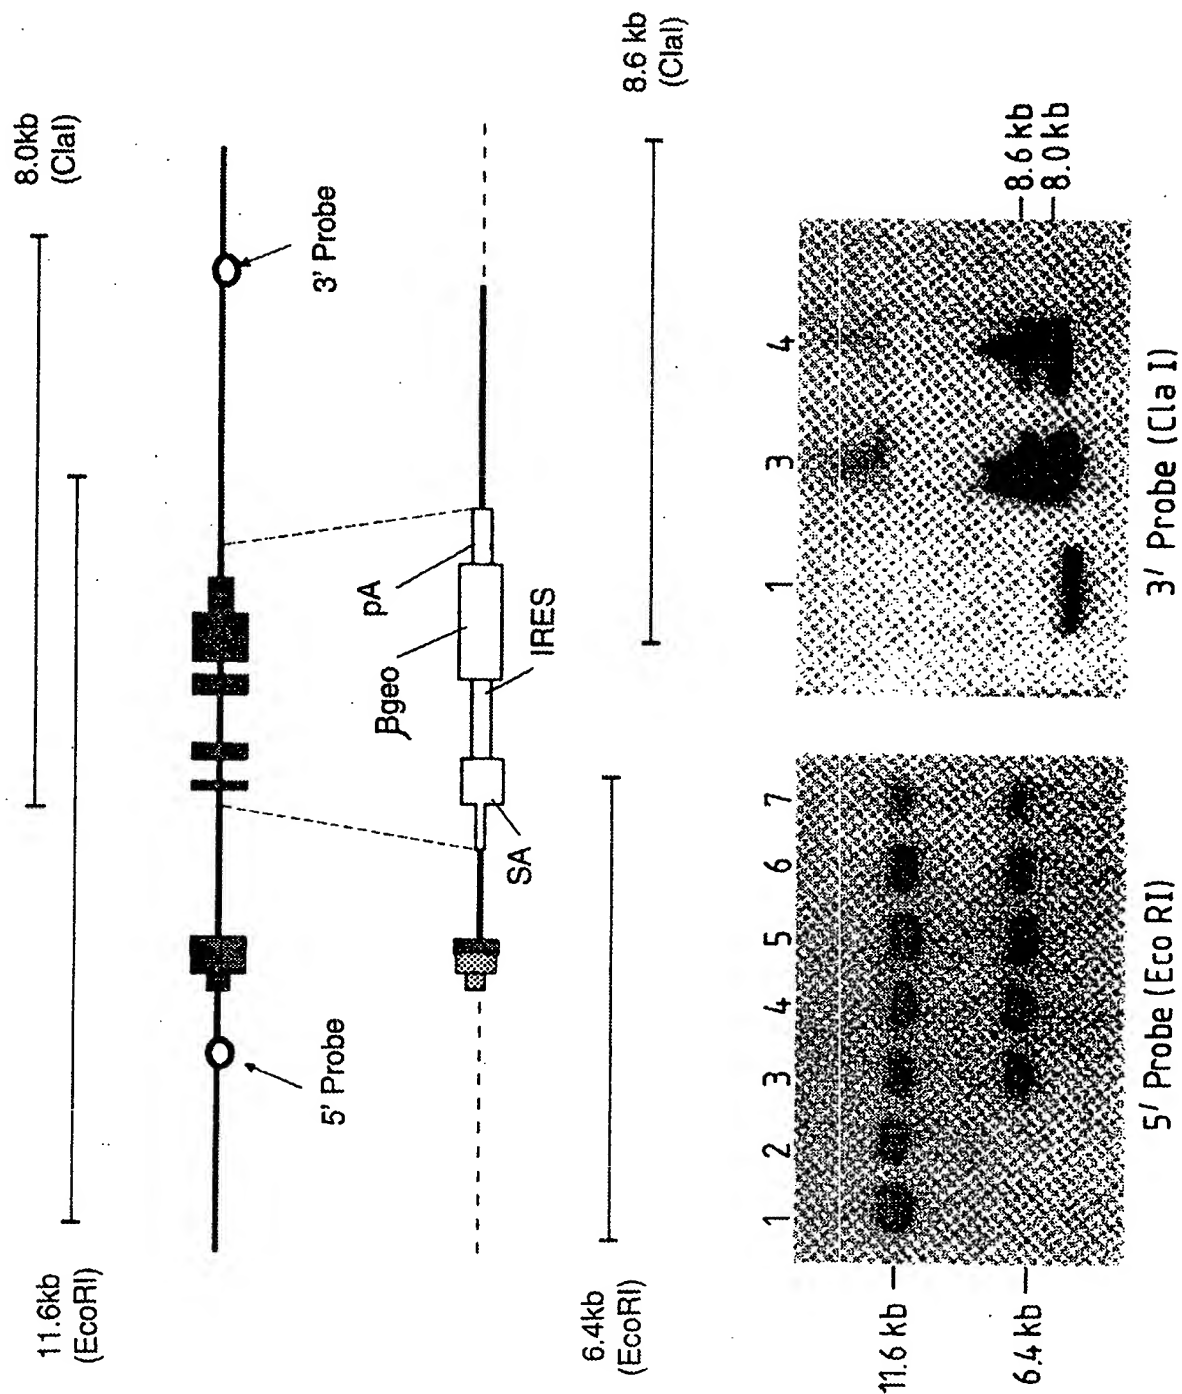 8.0kb
(ClaI)
11.6kb
(EcoRI)
5' Probe
3' Probe
βgeo
pA
SA
IRES
6.4kb
(EcoRI)
8.6 kb
(ClaI)
1 2 3 4 5 6 7
11.6 kb
6.4 kb
5' Probe (Eco RI)
1 3 4
8.6 kb
8.0 kb
3' Probe (Cla I)